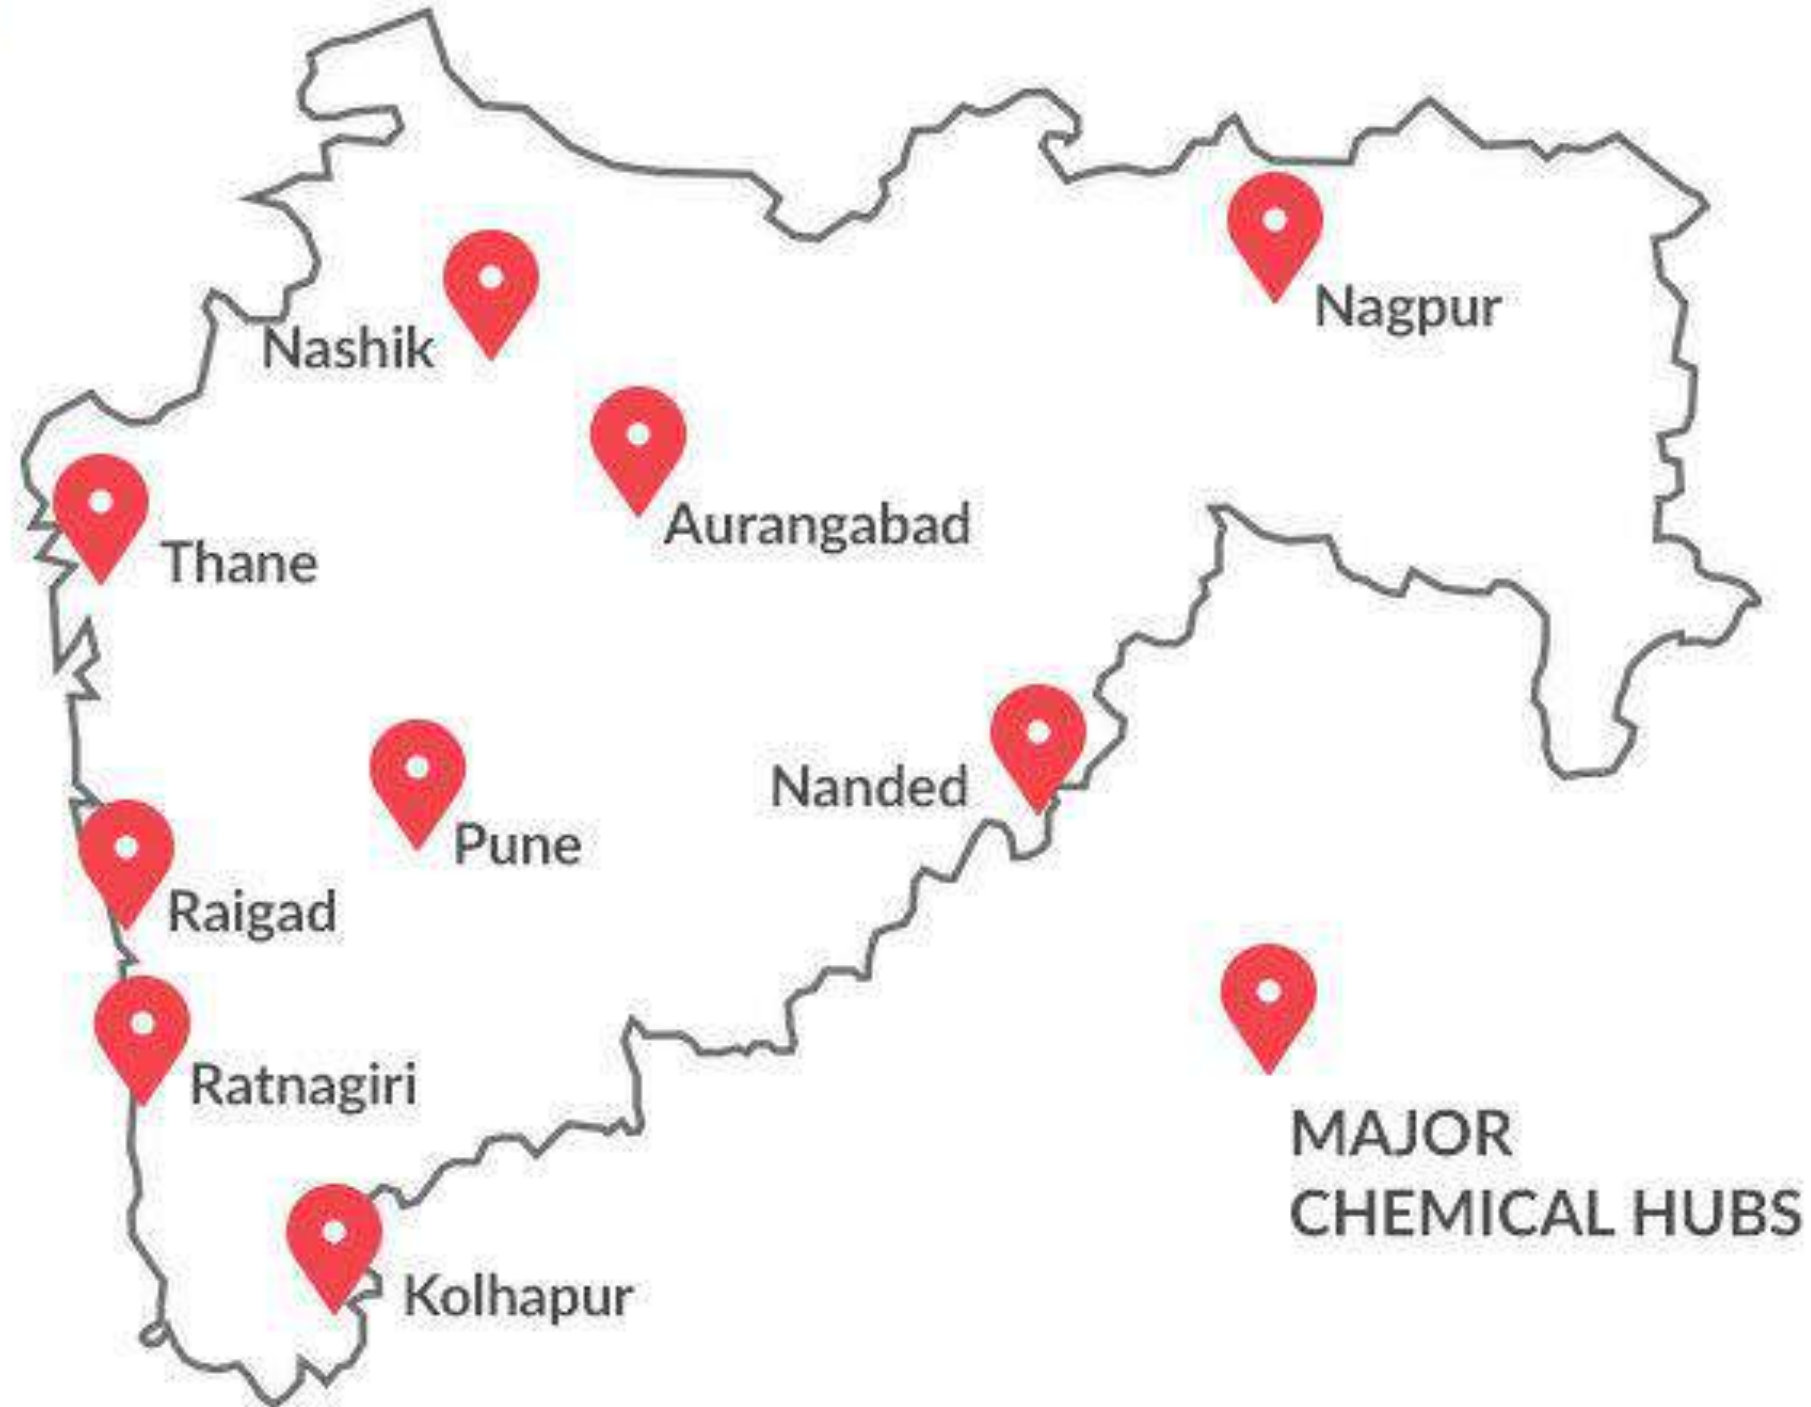 Nagpur
Nashik
Aurangabad
Thane
Nanded
Pune
Raigad
Ratnagiri
MAJOR
CHEMICAL HUBS
Kolhapur